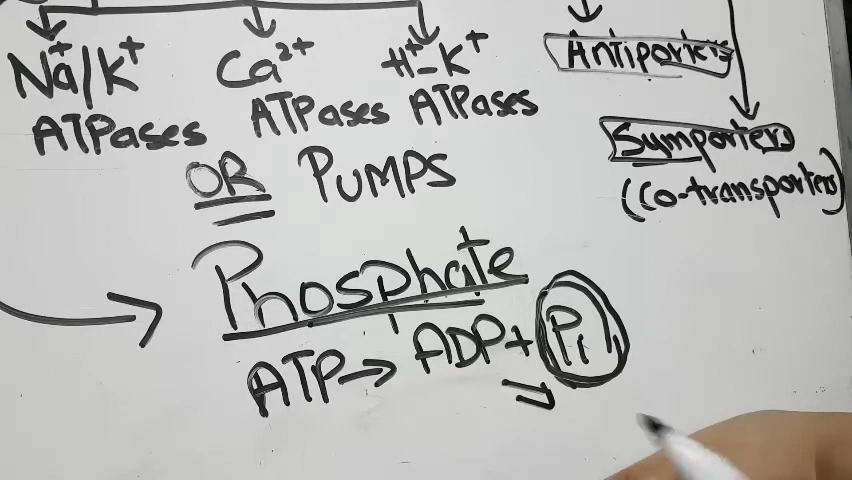 Na+/K+ ATPases
Ca2+ ATPases
H+-K+ ATPases
OR PUMPS
Antiporters
Symporters
(Co-transporters)
Phosphate
ATP → ADP + Pi